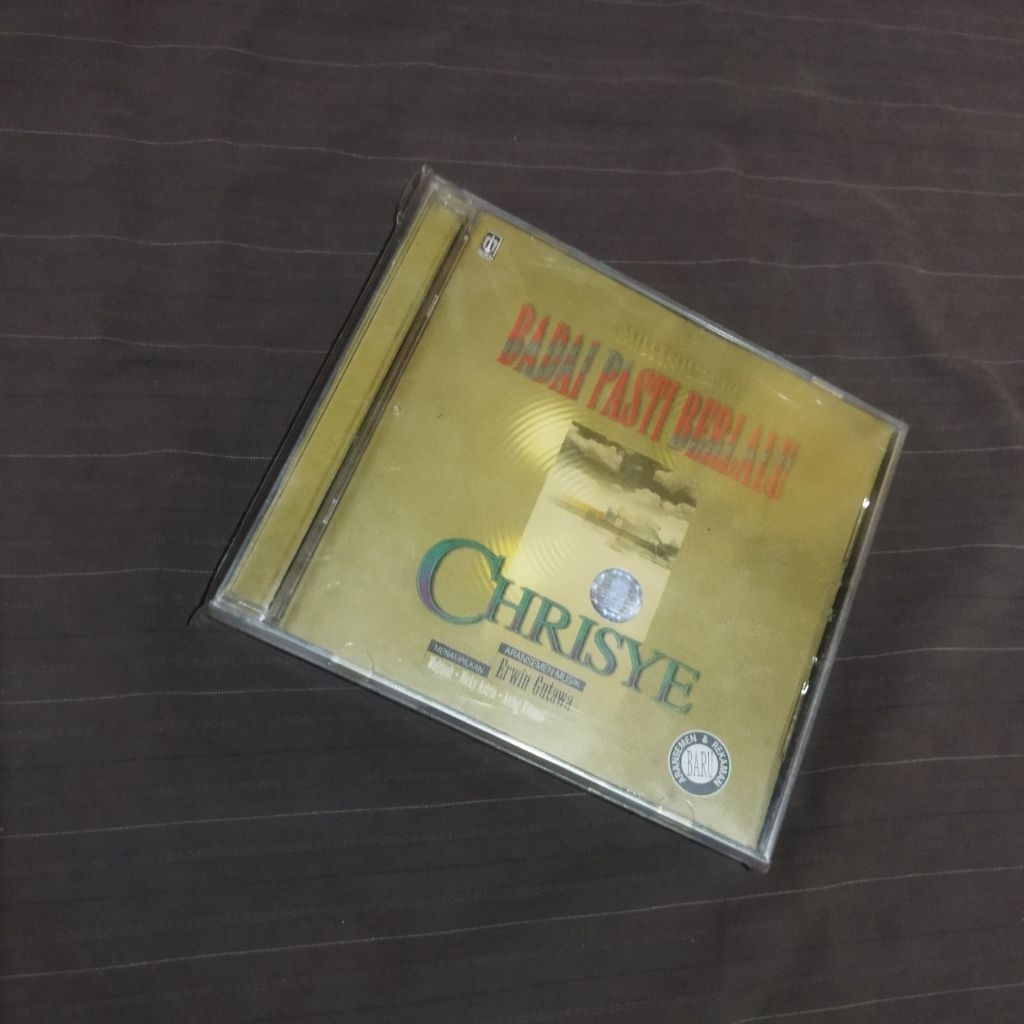 BADAI PASTI BERLALU
CHRISYE
MENAMPILKAN
ARANSEMEN MUSIK
Erwin Gutawa
ARANSEMEN & REKAMAN
BARU